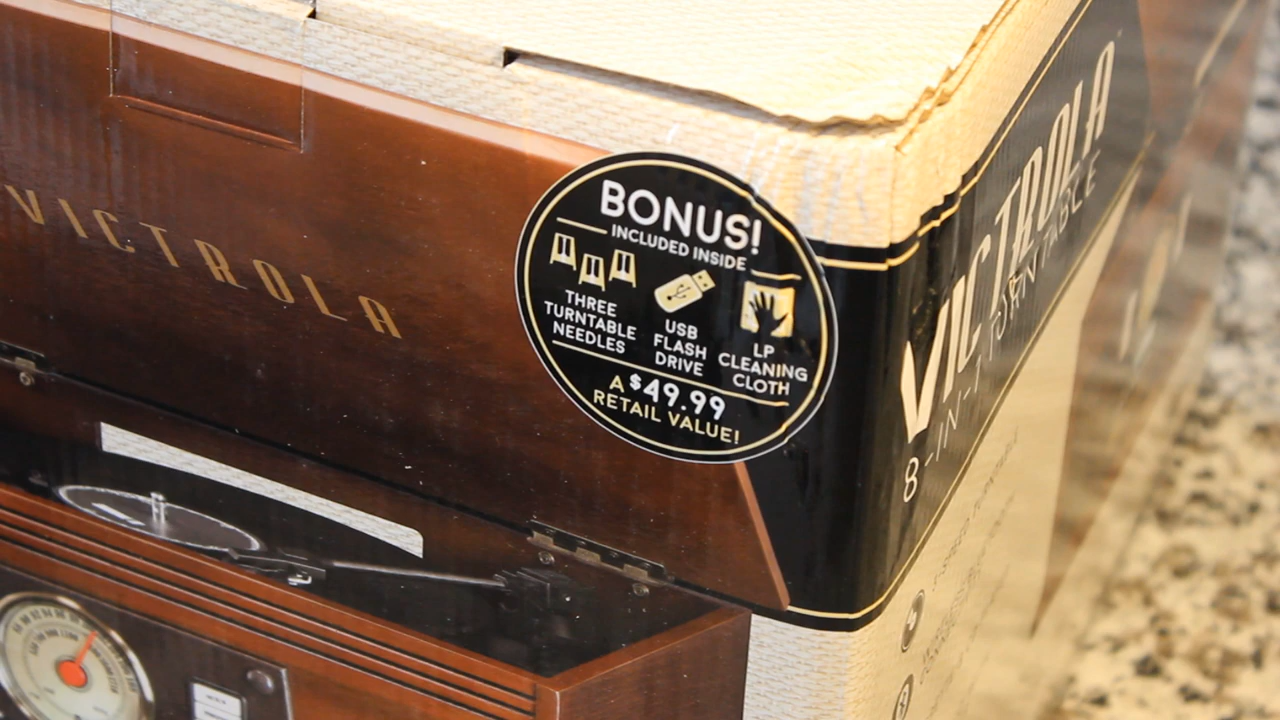 VICTROLA
BONUS!
INCLUDED INSIDE
THREE
TURNTABLE
NEEDLES
USB
FLASH
DRIVE
LP
CLEANING
CLOTH
A $49.99
RETAIL VALUE!
VICTROLA
8-IN-1 TURNTABLE